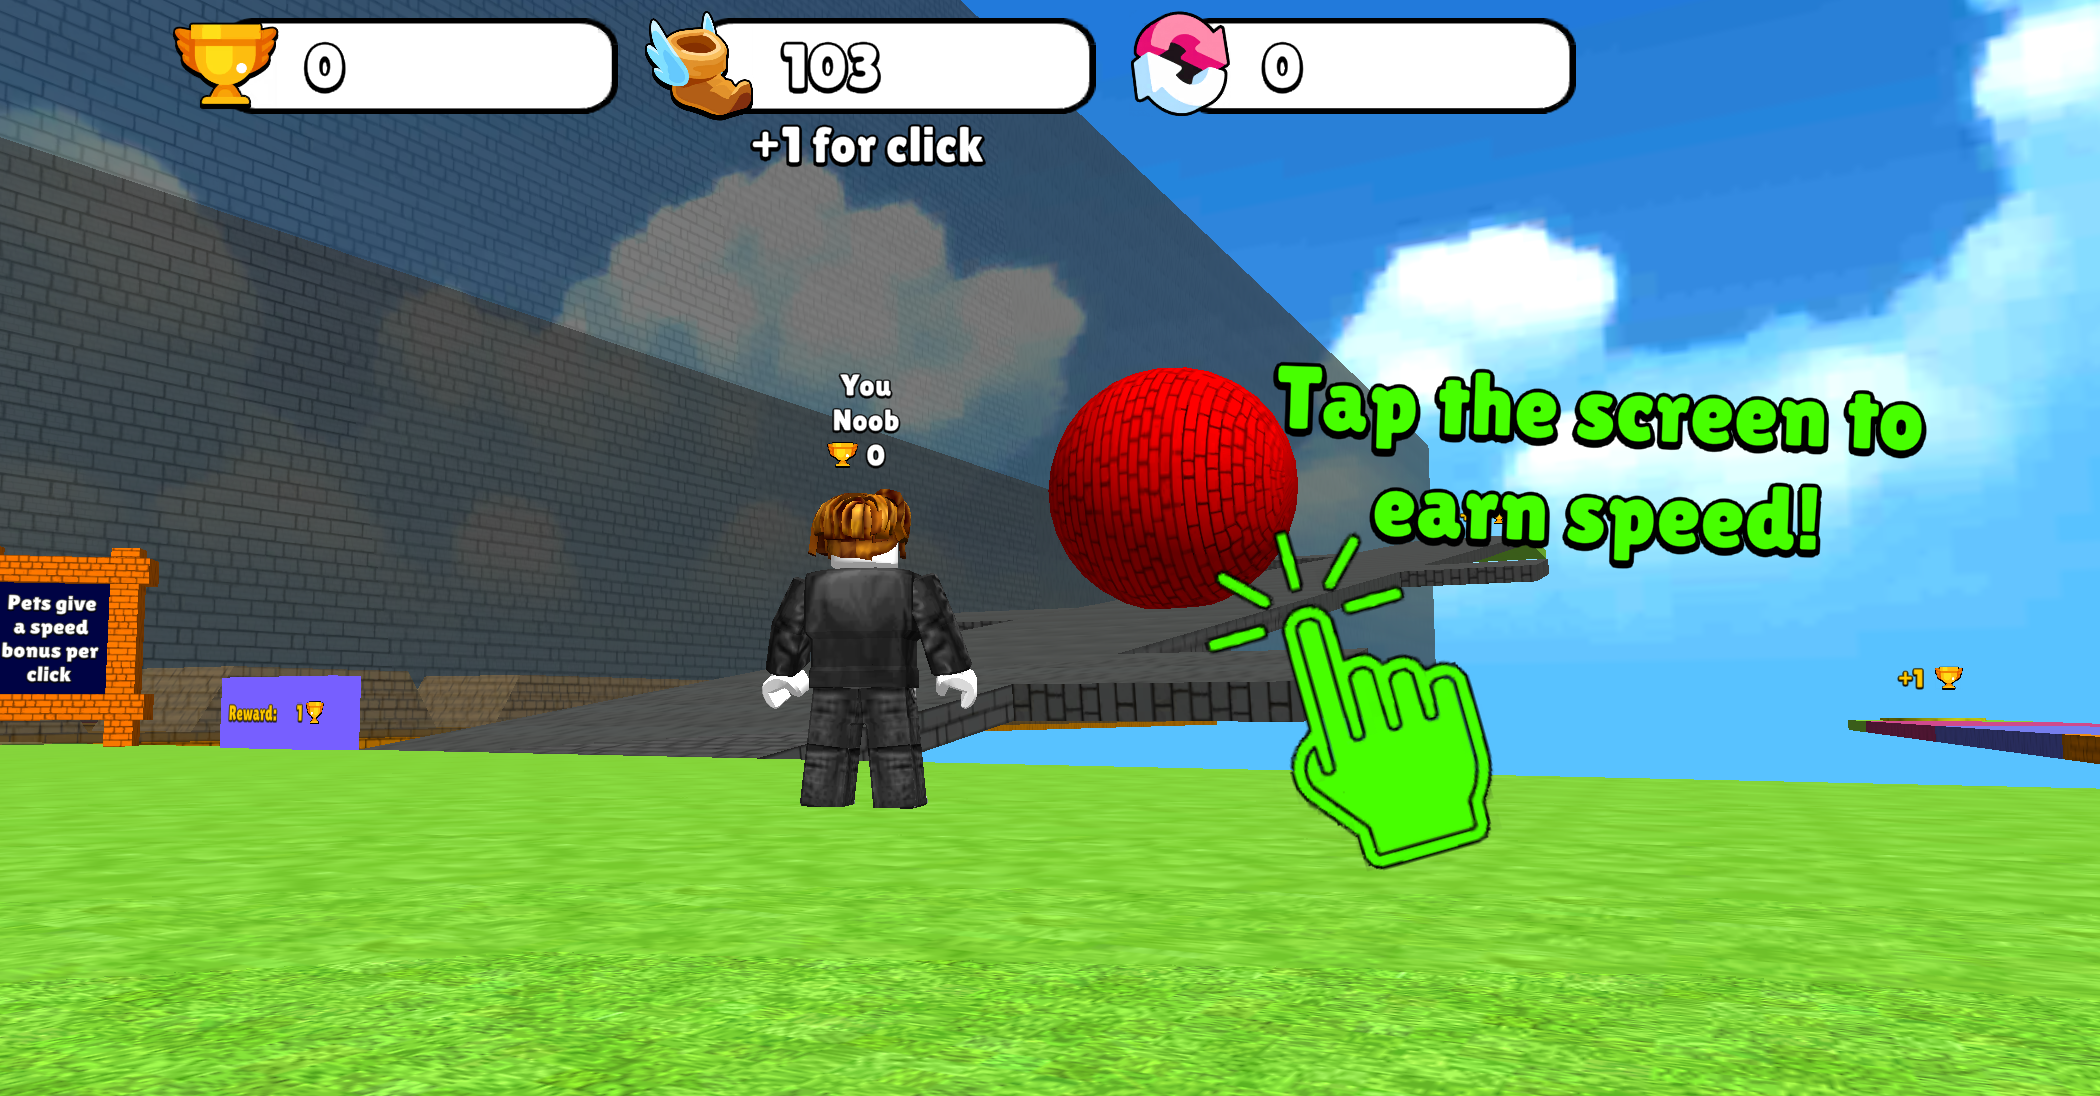 0
103
0
+1 for click
You
Noob
0
Tap the screen to
earn speed!
Pets give
a speed
bonus per
click
Reward: 1
+1